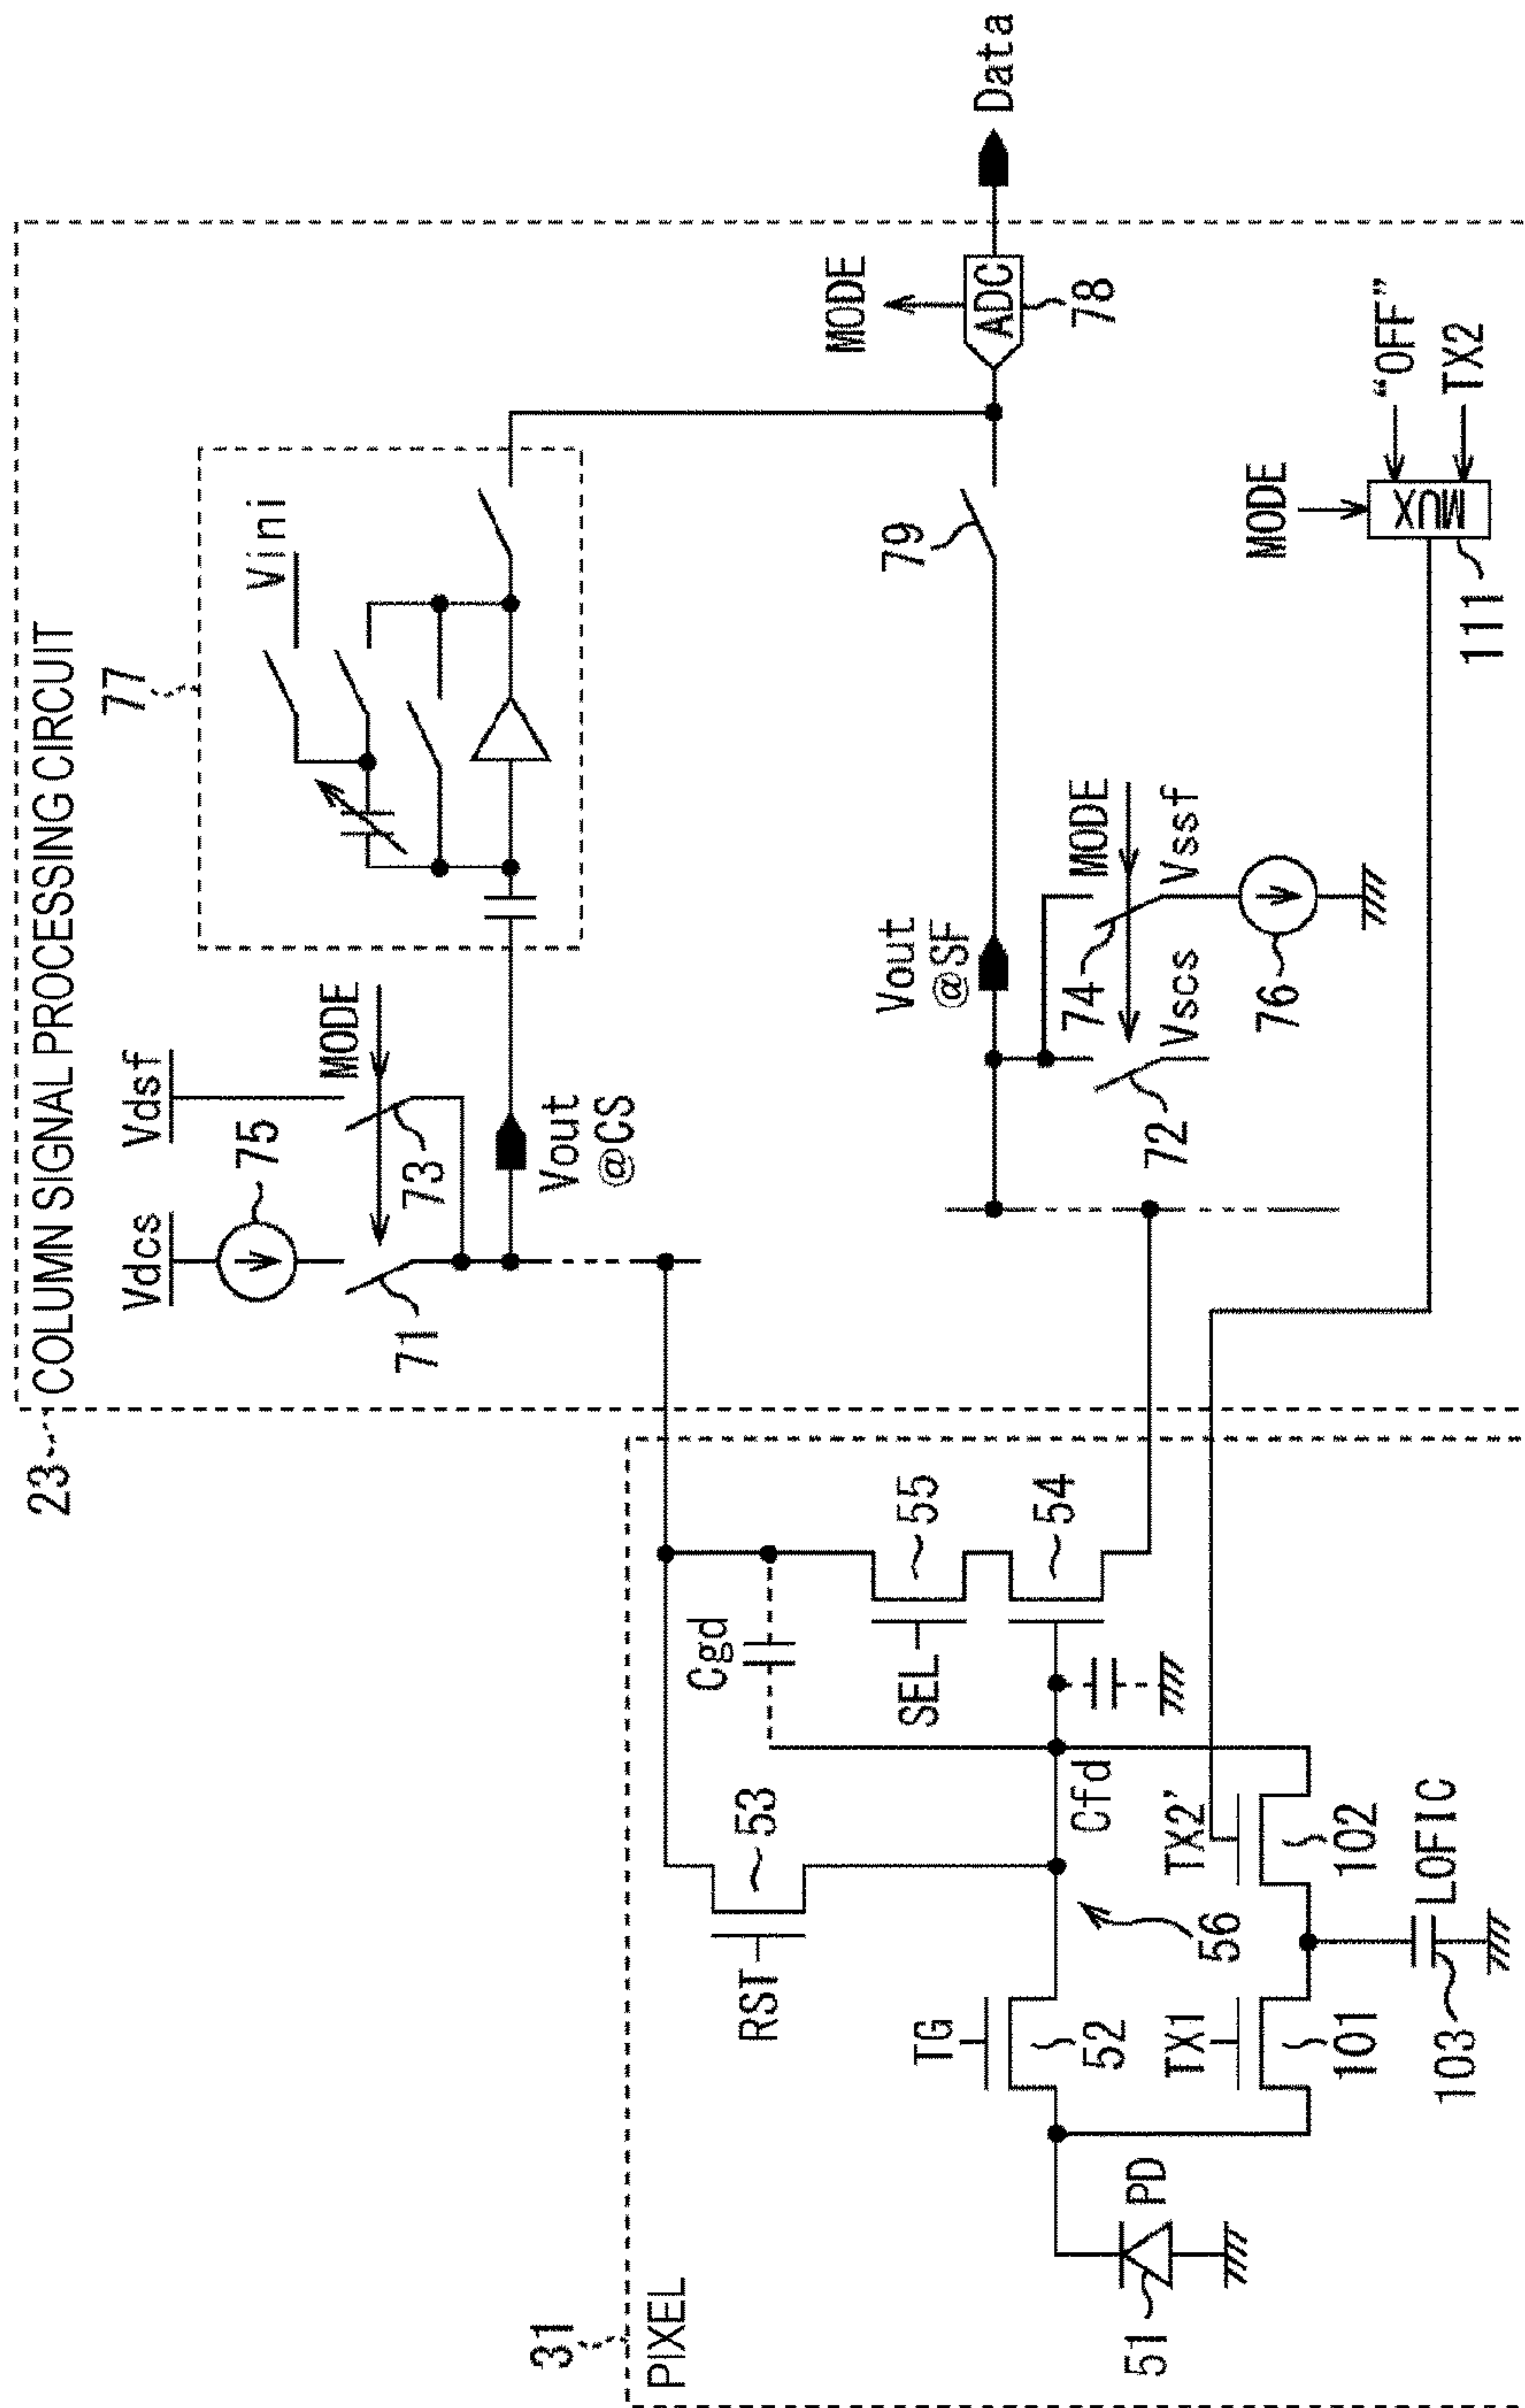 23
COLUMN SIGNAL PROCESSING CIRCUIT
Vdcs
Vdsf
75
77
Vini
MODE
71
73
Vout
@CS
MODE
Data
ADC
78
79
Vout
@SF
MODE
74
Vscs
Vssf
72
76
MODE
"OFF"
TX2
MUX
111
31
PIXEL
RST
53
Cgd
SEL
55
54
TG
52
Cfd
56
51
PD
TX1
101
TX2'
102
103
LOFIC